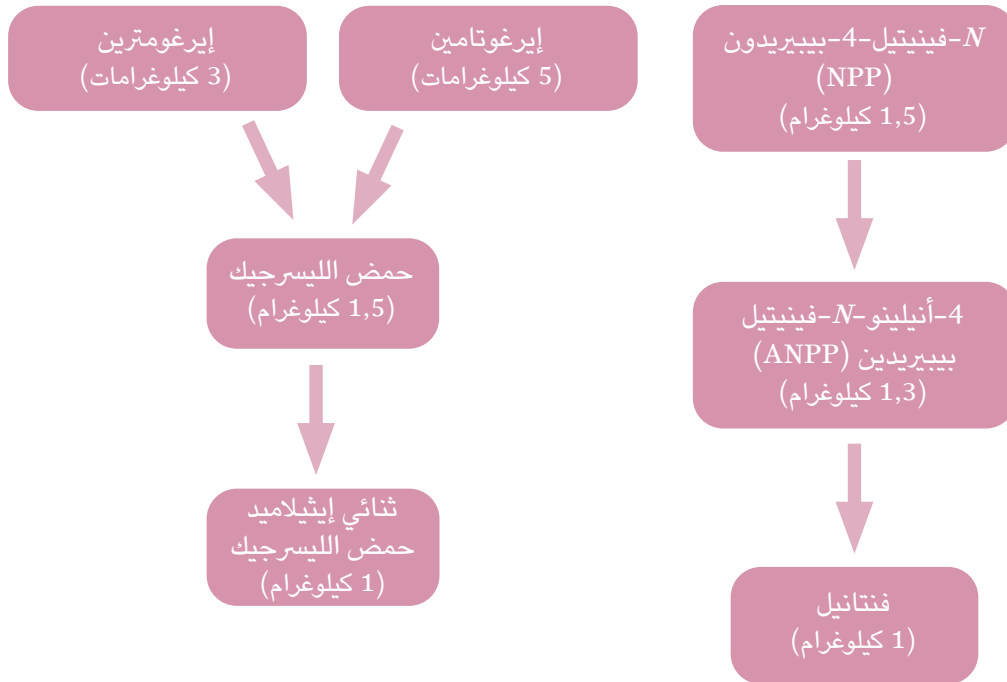 إيرغومترين
(3 كيلوغرامات)
إيرغوتامين
(5 كيلوغرامات)
N-فينيتيل-4-بيبيريدون
(NPP)
(1,5 كيلوغرام)
حمض الليسرجيك
(1,5 كيلوغرام)
4-أنيلينو-N-فينيتيل
بيبيريدين (ANPP)
(1,3 كيلوغرام)
ثنائي إيثيلاميد
حمض الليسرجيك
(1 كيلوغرام)
فنتانيل
(1 كيلوغرام)